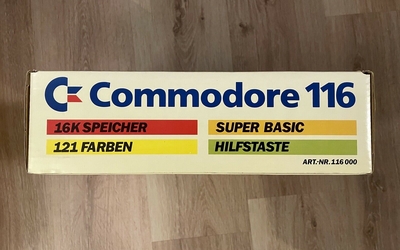 Commodore 116
16K SPEICHER
SUPER BASIC
121 FARBEN
HILFSTASTE
ART.-NR. 116 000